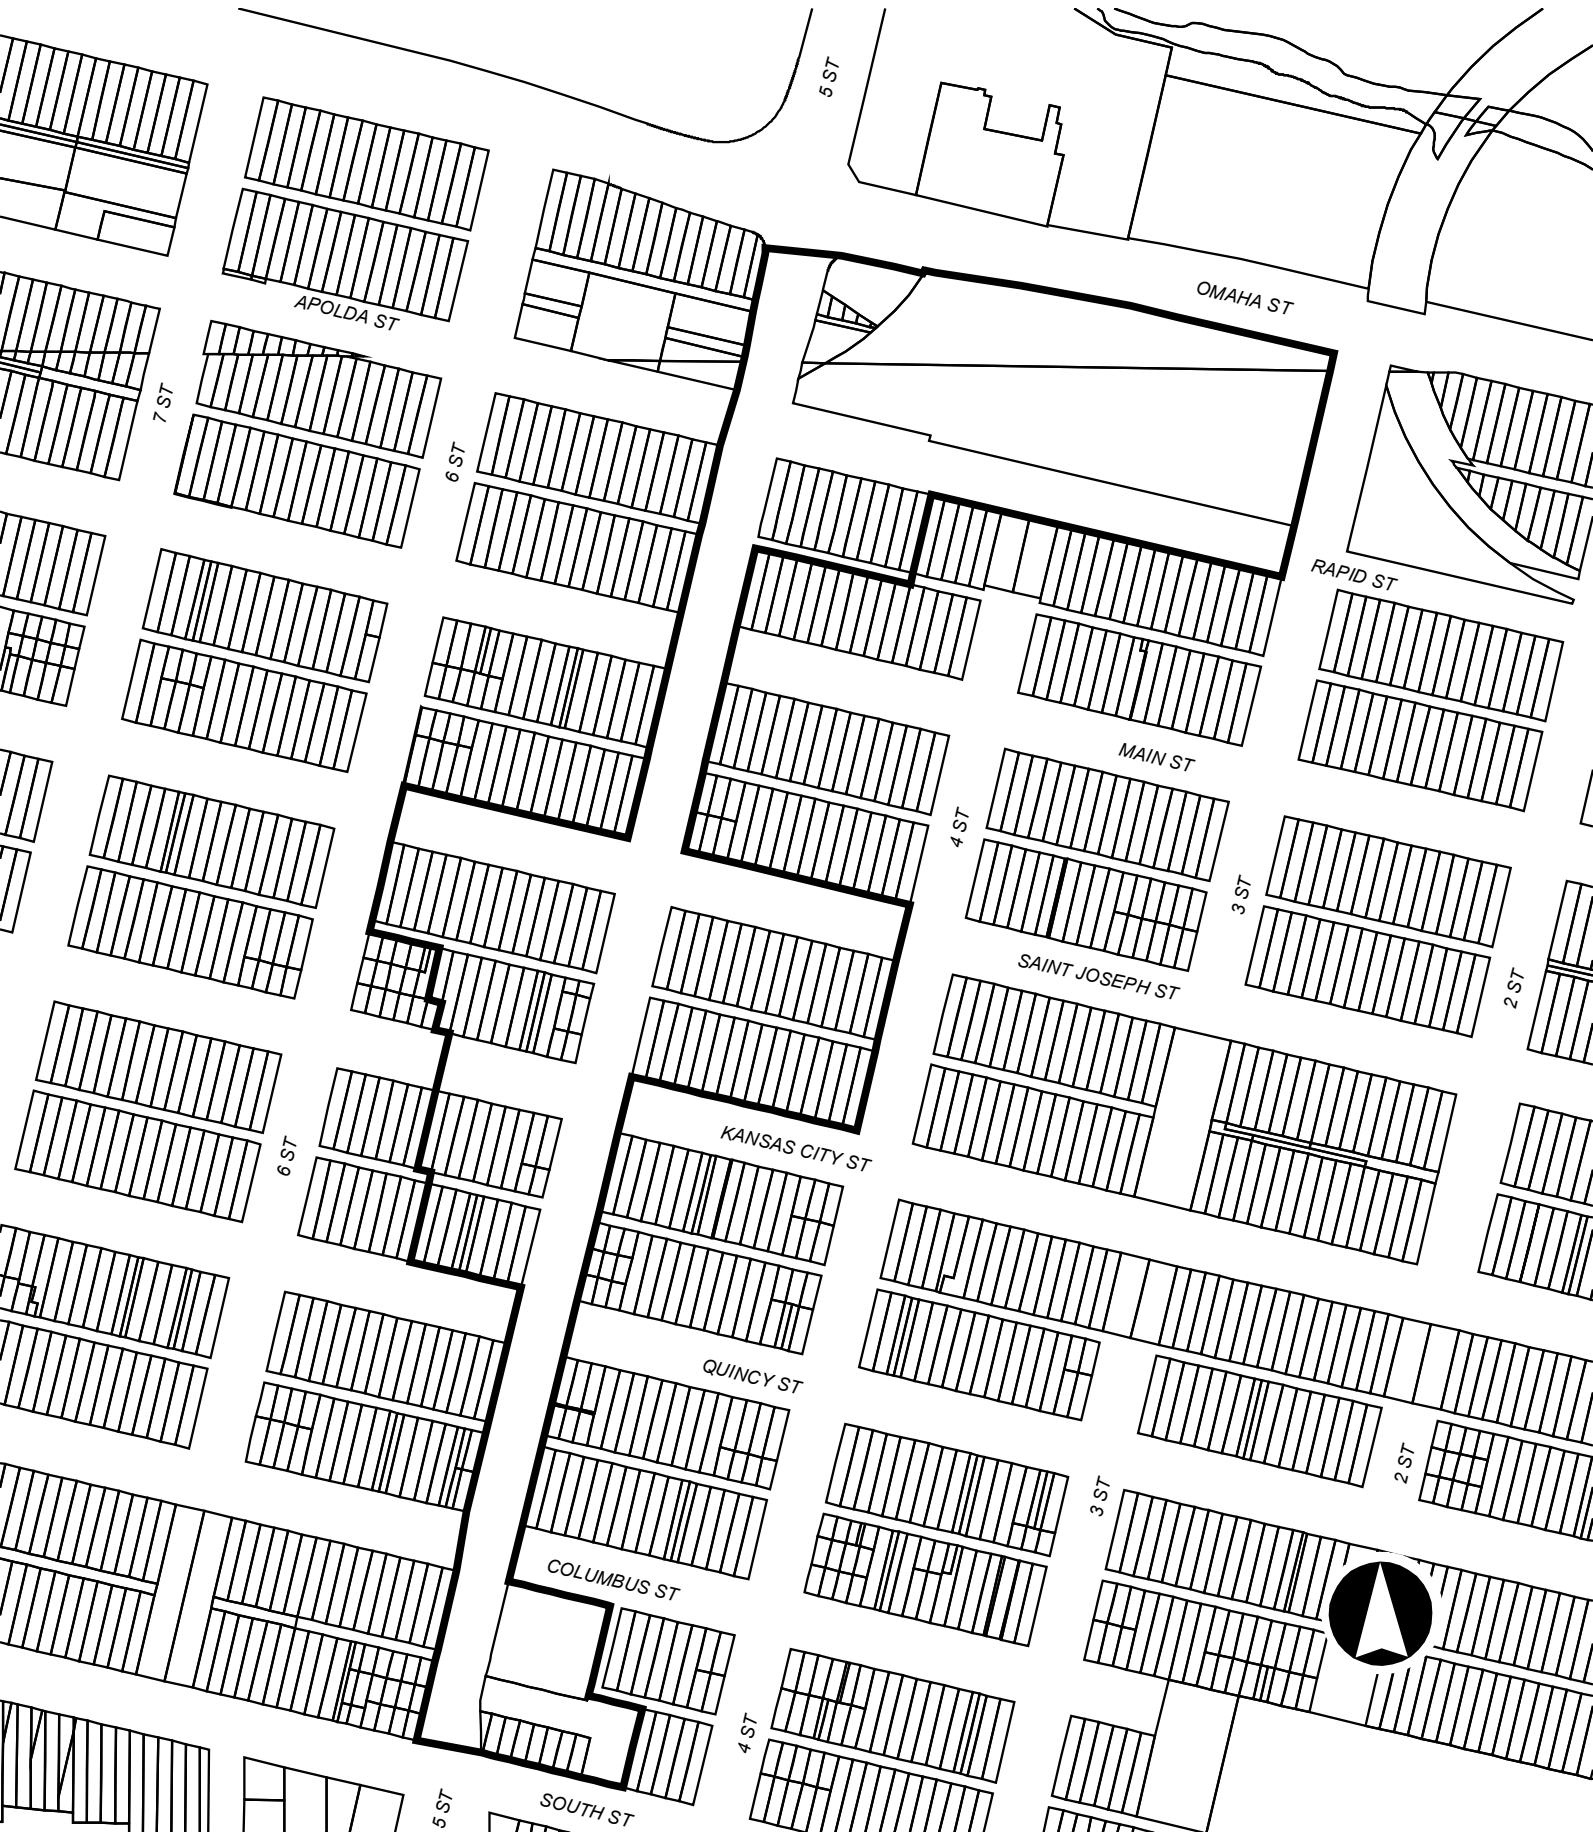 5 ST
OMAHA ST
APOLDA ST
7 ST
6 ST
RAPID ST
MAIN ST
4 ST
3 ST
SAINT JOSEPH ST
2 ST
KANSAS CITY ST
6 ST
QUINCY ST
2 ST
3 ST
COLUMBUS ST
4 ST
5 ST
SOUTH ST